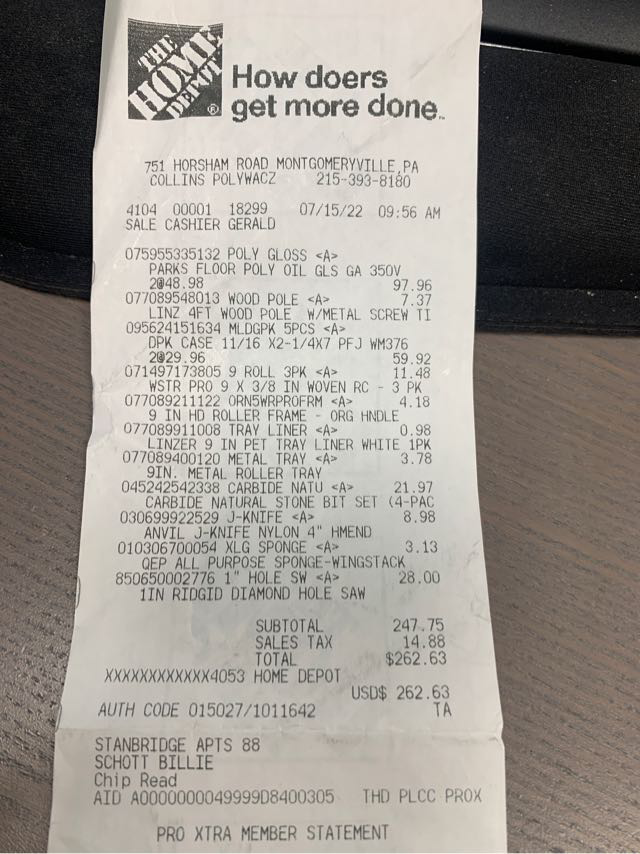 THE
HOME
DEPOT
®
How doers
get more done.™
751 HORSHAM ROAD MONTGOMERYVILLE,PA
COLLINS POLYWACZ 215-393-8180
4104 00001 18299 07/15/22 09:56 AM
SALE CASHIER GERALD
075955335132 POLY GLOSS <A>
PARKS FLOOR POLY OIL GLS GA 350V
2@48.98 97.96
077089548013 WOOD POLE <A> 7.37
LINZ 4FT WOOD POLE W/METAL SCREW TI
095624151634 MLDGPK 5PCS <A>
DPK CASE 11/16 X2-1/4X7 PFJ WM376
2@29.96 59.92
071497173805 9 ROLL 3PK <A> 11.48
WSTR PRO 9 X 3/8 IN WOVEN RC - 3 PK
077089211122 ORN5WRPROFRM <A> 4.18
9 IN HD ROLLER FRAME - ORG HNDLE
077089911008 TRAY LINER <A> 0.98
LINZER 9 IN PET TRAY LINER WHITE 1PK
077089400120 METAL TRAY <A> 3.78
9IN. METAL ROLLER TRAY
045242542338 CARBIDE NATU <A> 21.97
CARBIDE NATURAL STONE BIT SET (4-PAC
030699922529 J-KNIFE <A> 8.98
ANVIL J-KNIFE NYLON 4" HMEND
010306700054 XLG SPONGE <A> 3.13
QEP ALL PURPOSE SPONGE-WINGSTACK
850650002776 1" HOLE SW <A> 28.00
1IN RIDGID DIAMOND HOLE SAW
SUBTOTAL 247.75
SALES TAX 14.88
TOTAL $262.63
XXXXXXXXXXXX4053 HOME DEPOT
USD$ 262.63
AUTH CODE 015027/1011642 TA
STANBRIDGE APTS 88
SCHOTT BILLIE
Chip Read
AID A0000000049999D8400305 THD PLCC PROX
PRO XTRA MEMBER STATEMENT